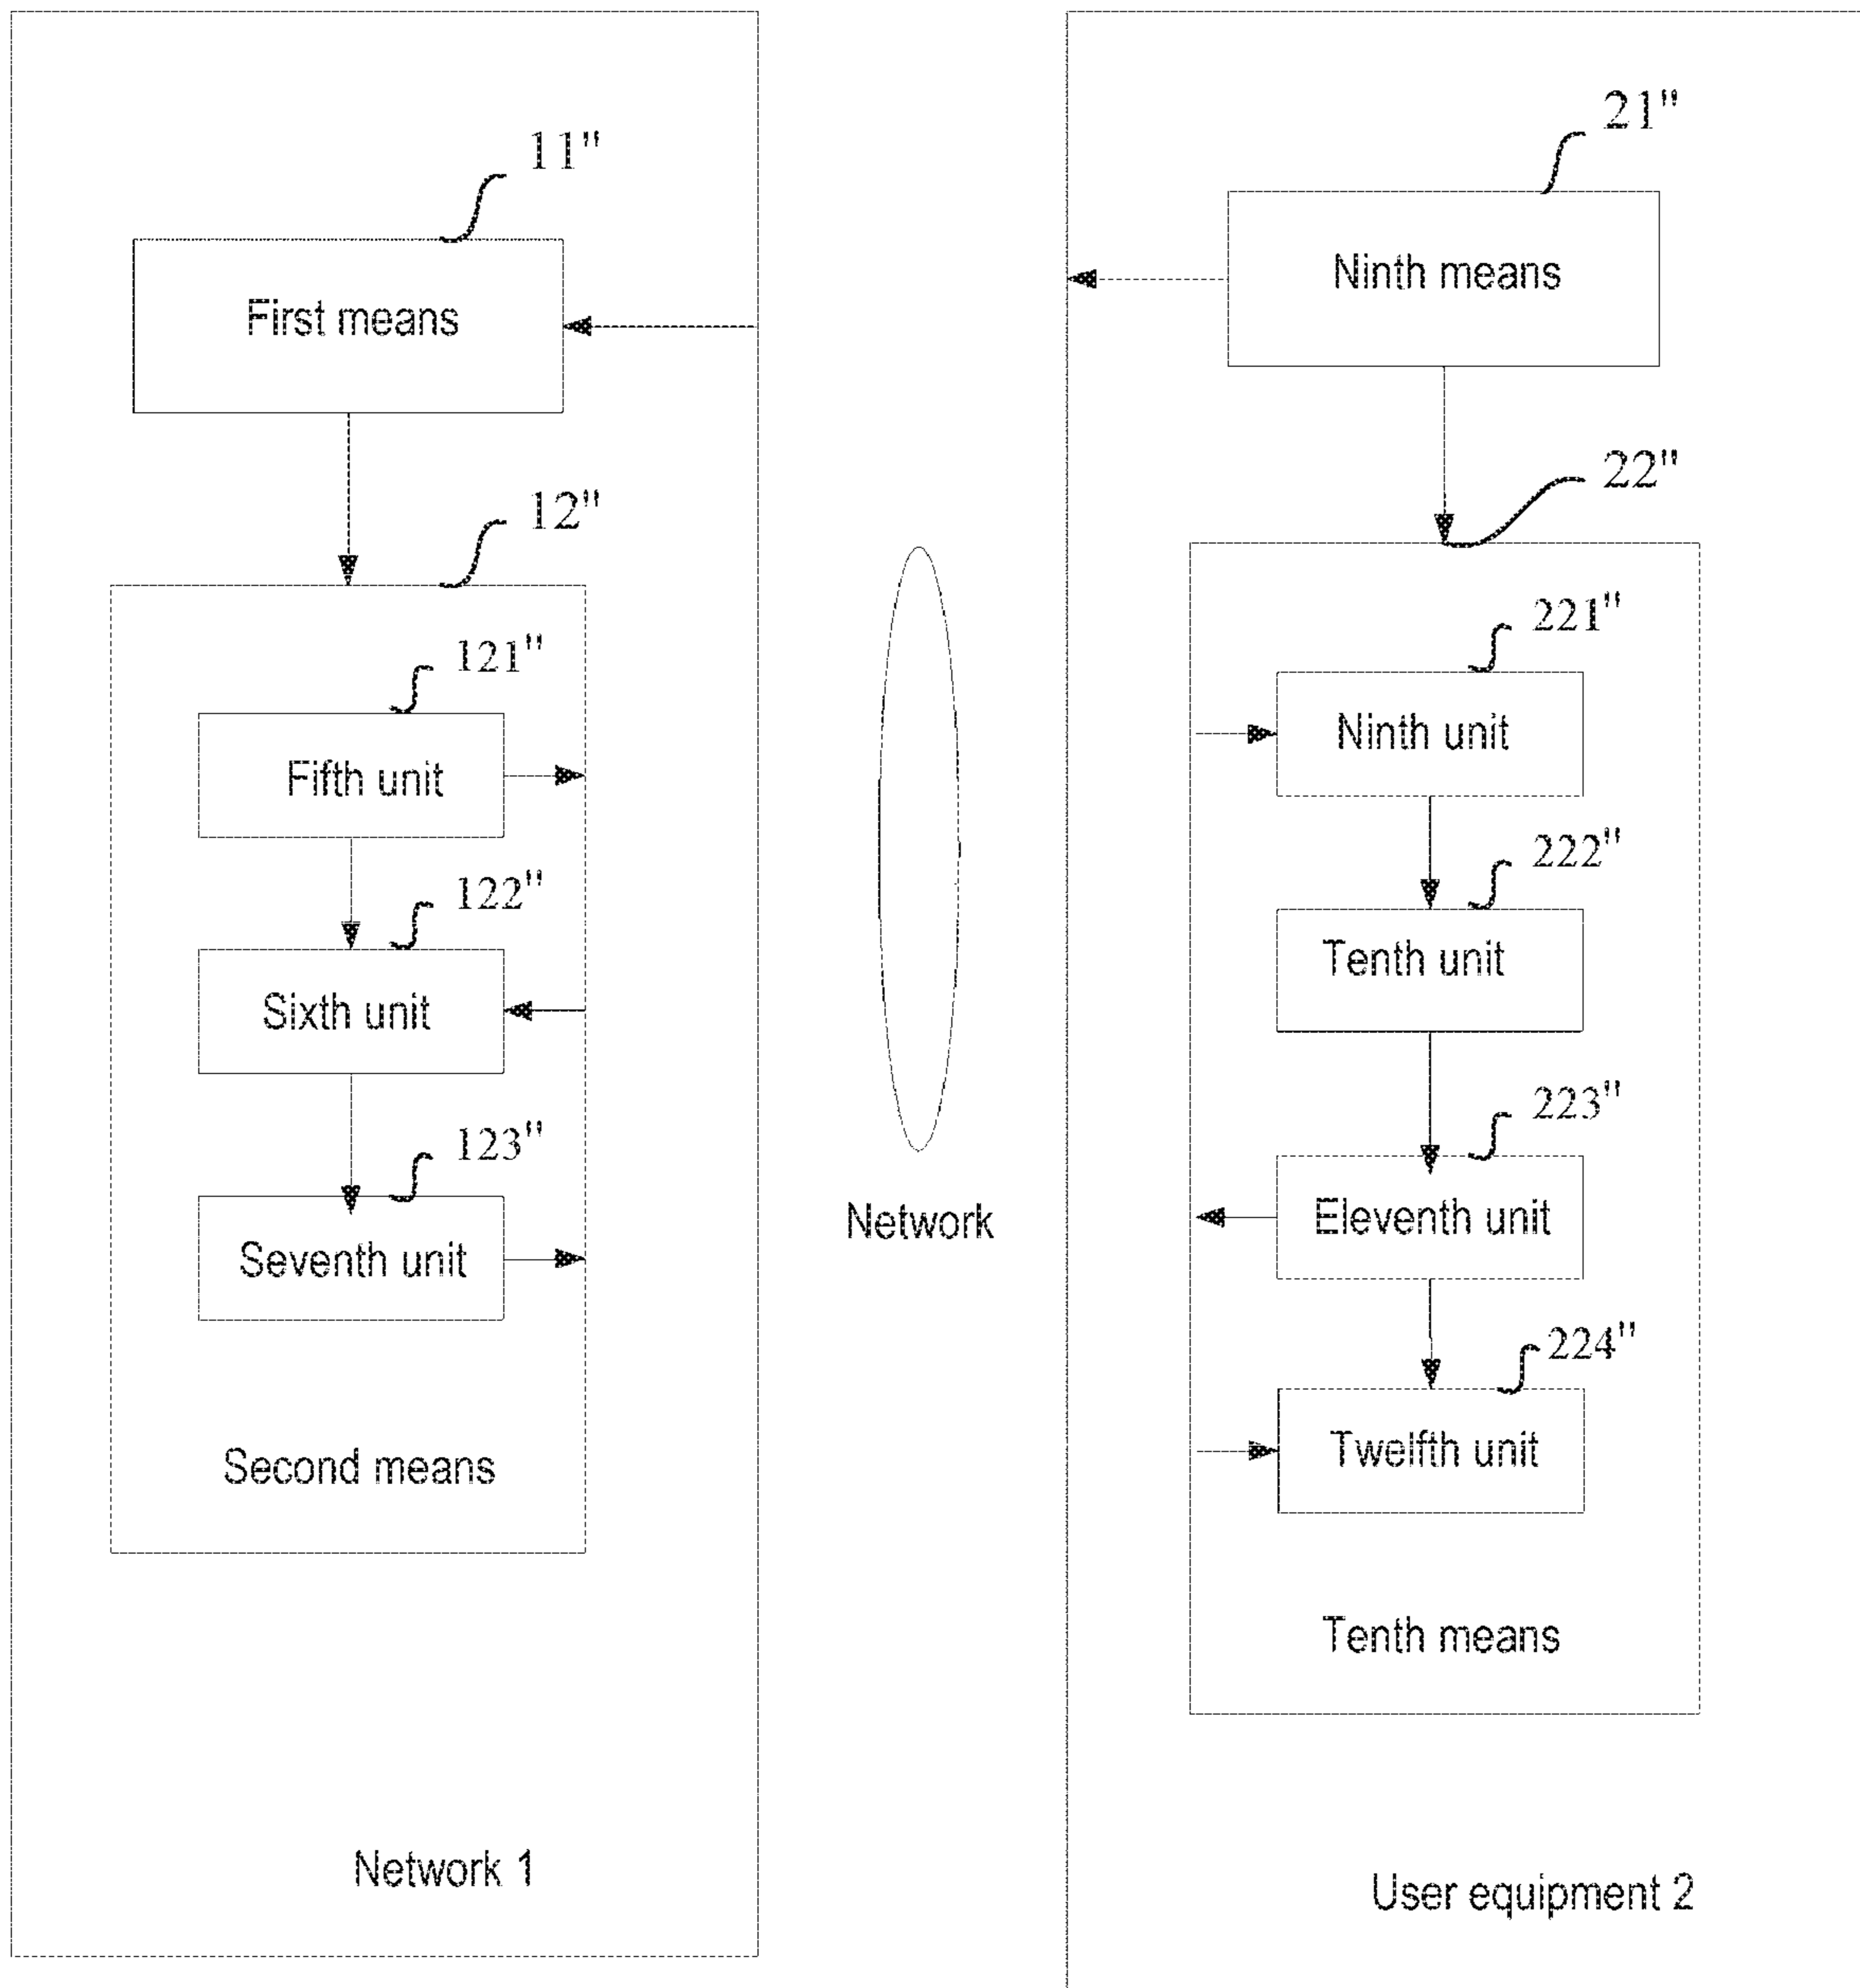 11"
First means
12"
121"
Fifth unit
122"
Sixth unit
123"
Seventh unit
Second means
Network 1
Network
21"
Ninth means
22"
221"
Ninth unit
222"
Tenth unit
223"
Eleventh unit
224"
Twelfth unit
Tenth means
User equipment 2